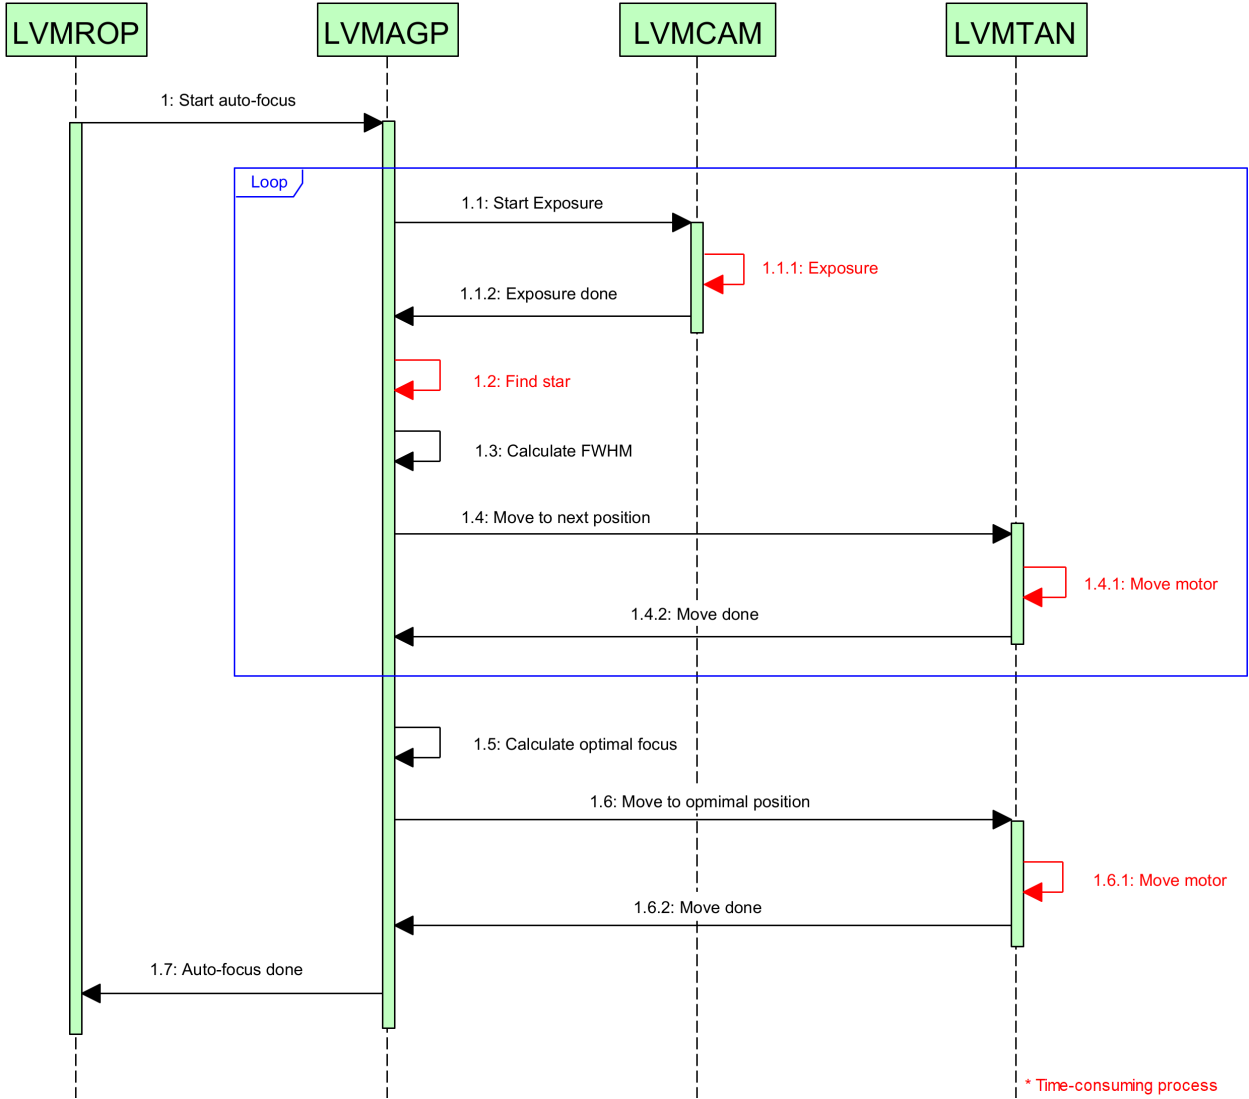 LVMROP
LVMAGP
LVMCAM
LVMTAN
1: Start auto-focus
Loop
1.1: Start Exposure
1.1.1: Exposure
1.1.2: Exposure done
1.2: Find star
1.3: Calculate FWHM
1.4: Move to next position
1.4.1: Move motor
1.4.2: Move done
1.5: Calculate optimal focus
1.6: Move to opmimal position
1.6.1: Move motor
1.6.2: Move done
1.7: Auto-focus done
* Time-consuming process